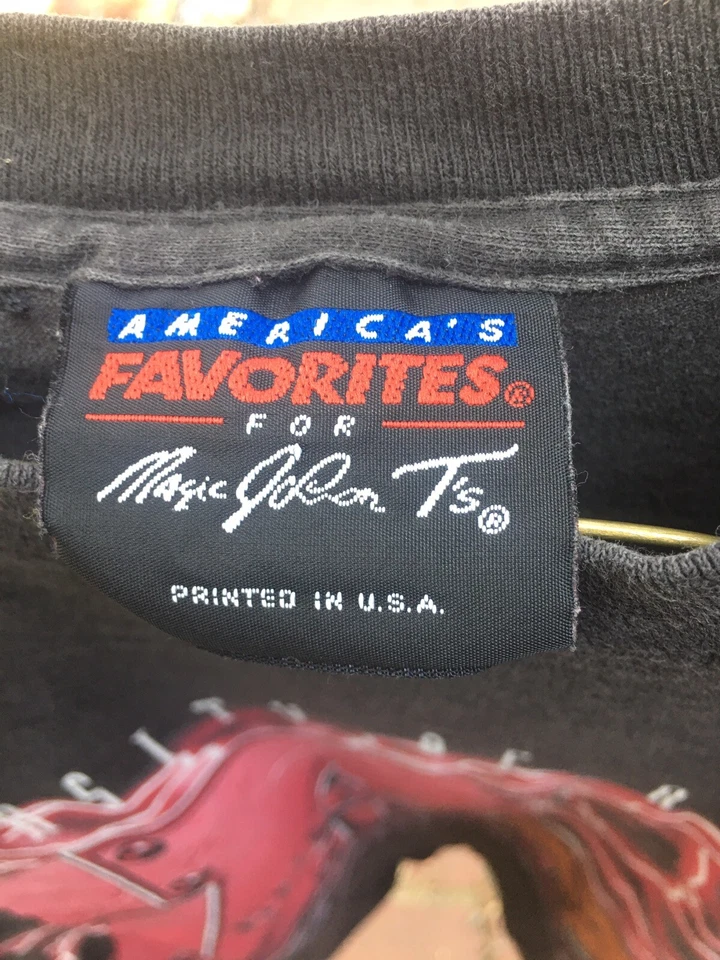 AMERICA'S
FAVORITES®
FOR
Magic Johnson T's®
PRINTED IN U.S.A.